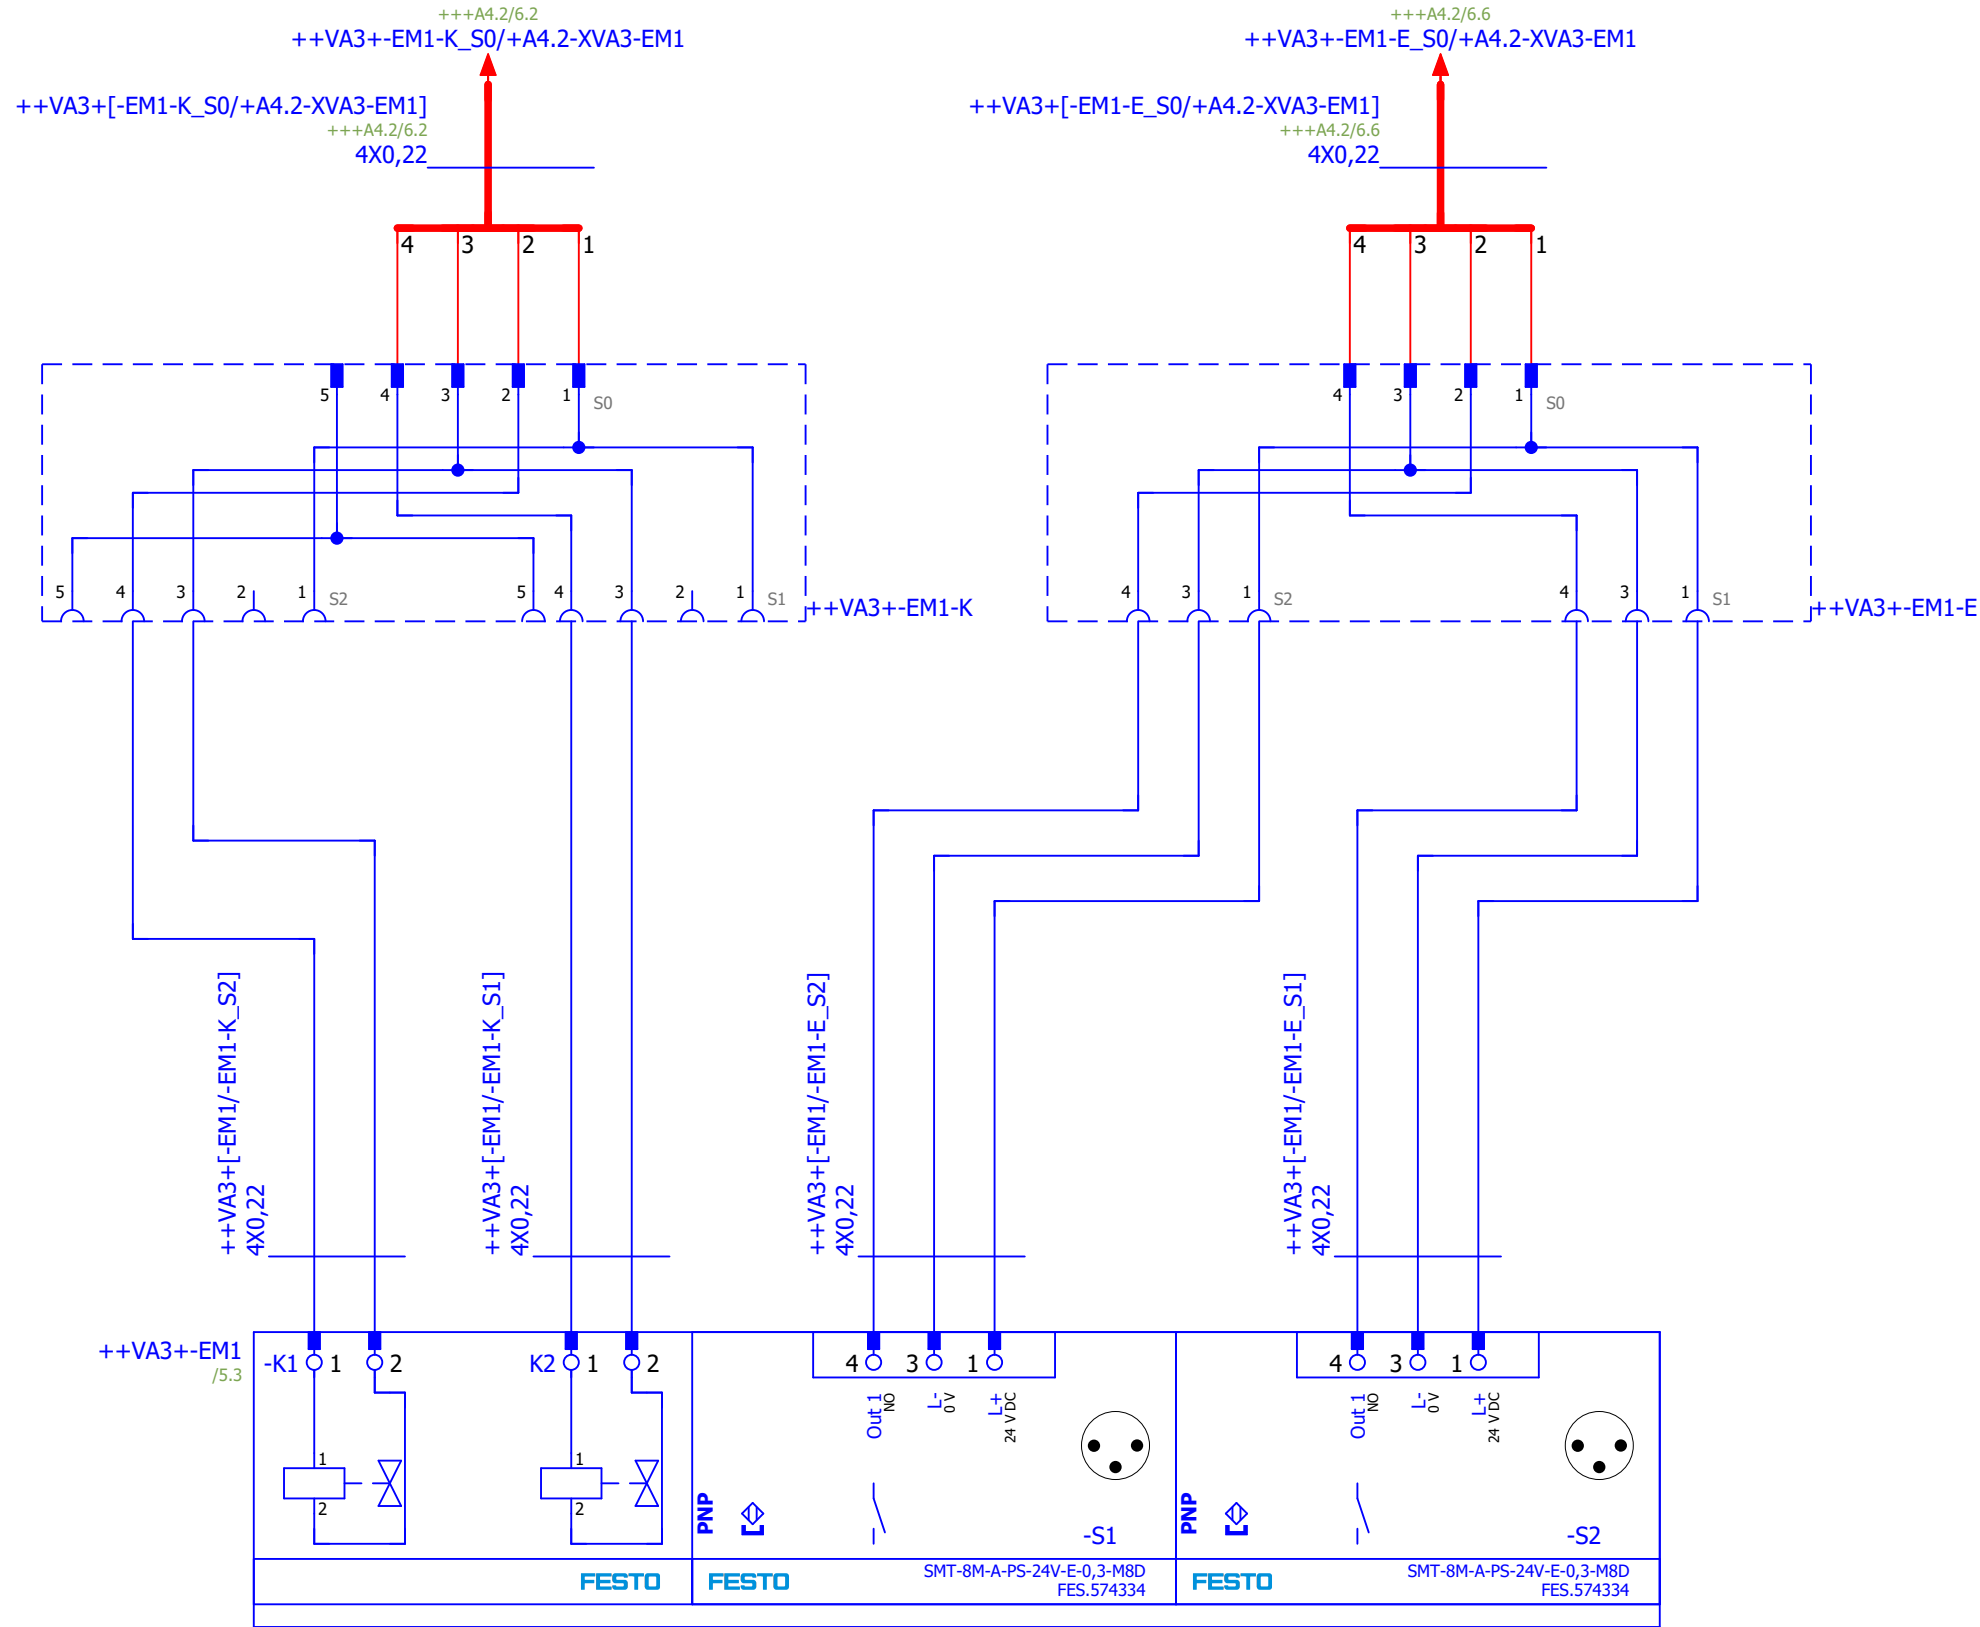 +++A4.2/6.2
++VA3+-EM1-K_S0/+A4.2-XVA3-EM1
+++A4.2/6.6
++VA3+-EM1-E_S0/+A4.2-XVA3-EM1
++VA3+[-EM1-K_S0/+A4.2-XVA3-EM1]
+++A4.2/6.2
4X0,22
++VA3+[-EM1-E_S0/+A4.2-XVA3-EM1]
+++A4.2/6.6
4X0,22
4 3 2 1
4 3 2 1
5 4 3 2 1 S0
4 3 2 1 S0
5 4 3 2 1 S2 5 4 3 2 1 S1
++VA3+-EM1-K
4 3 1 S2 4 3 1 S1
++VA3+-EM1-E
++VA3+[-EM1/-EM1-K_S2]
4X0,22
++VA3+[-EM1/-EM1-K_S1]
4X0,22
++VA3+[-EM1/-EM1-E_S2]
4X0,22
++VA3+[-EM1/-EM1-E_S1]
4X0,22
++VA3+-EM1
/5.3
-K1 1 2
K2 1 2
4 3 1
4 3 1
Out 1
NO
L-
0 V
L+
24 V DC
Out 1
NO
L-
0 V
L+
24 V DC
1
2
1
2
PNP
-S1
PNP
-S2
FESTO
FESTO
SMT-8M-A-PS-24V-E-0,3-M8D
FES.574334
FESTO
SMT-8M-A-PS-24V-E-0,3-M8D
FES.574334